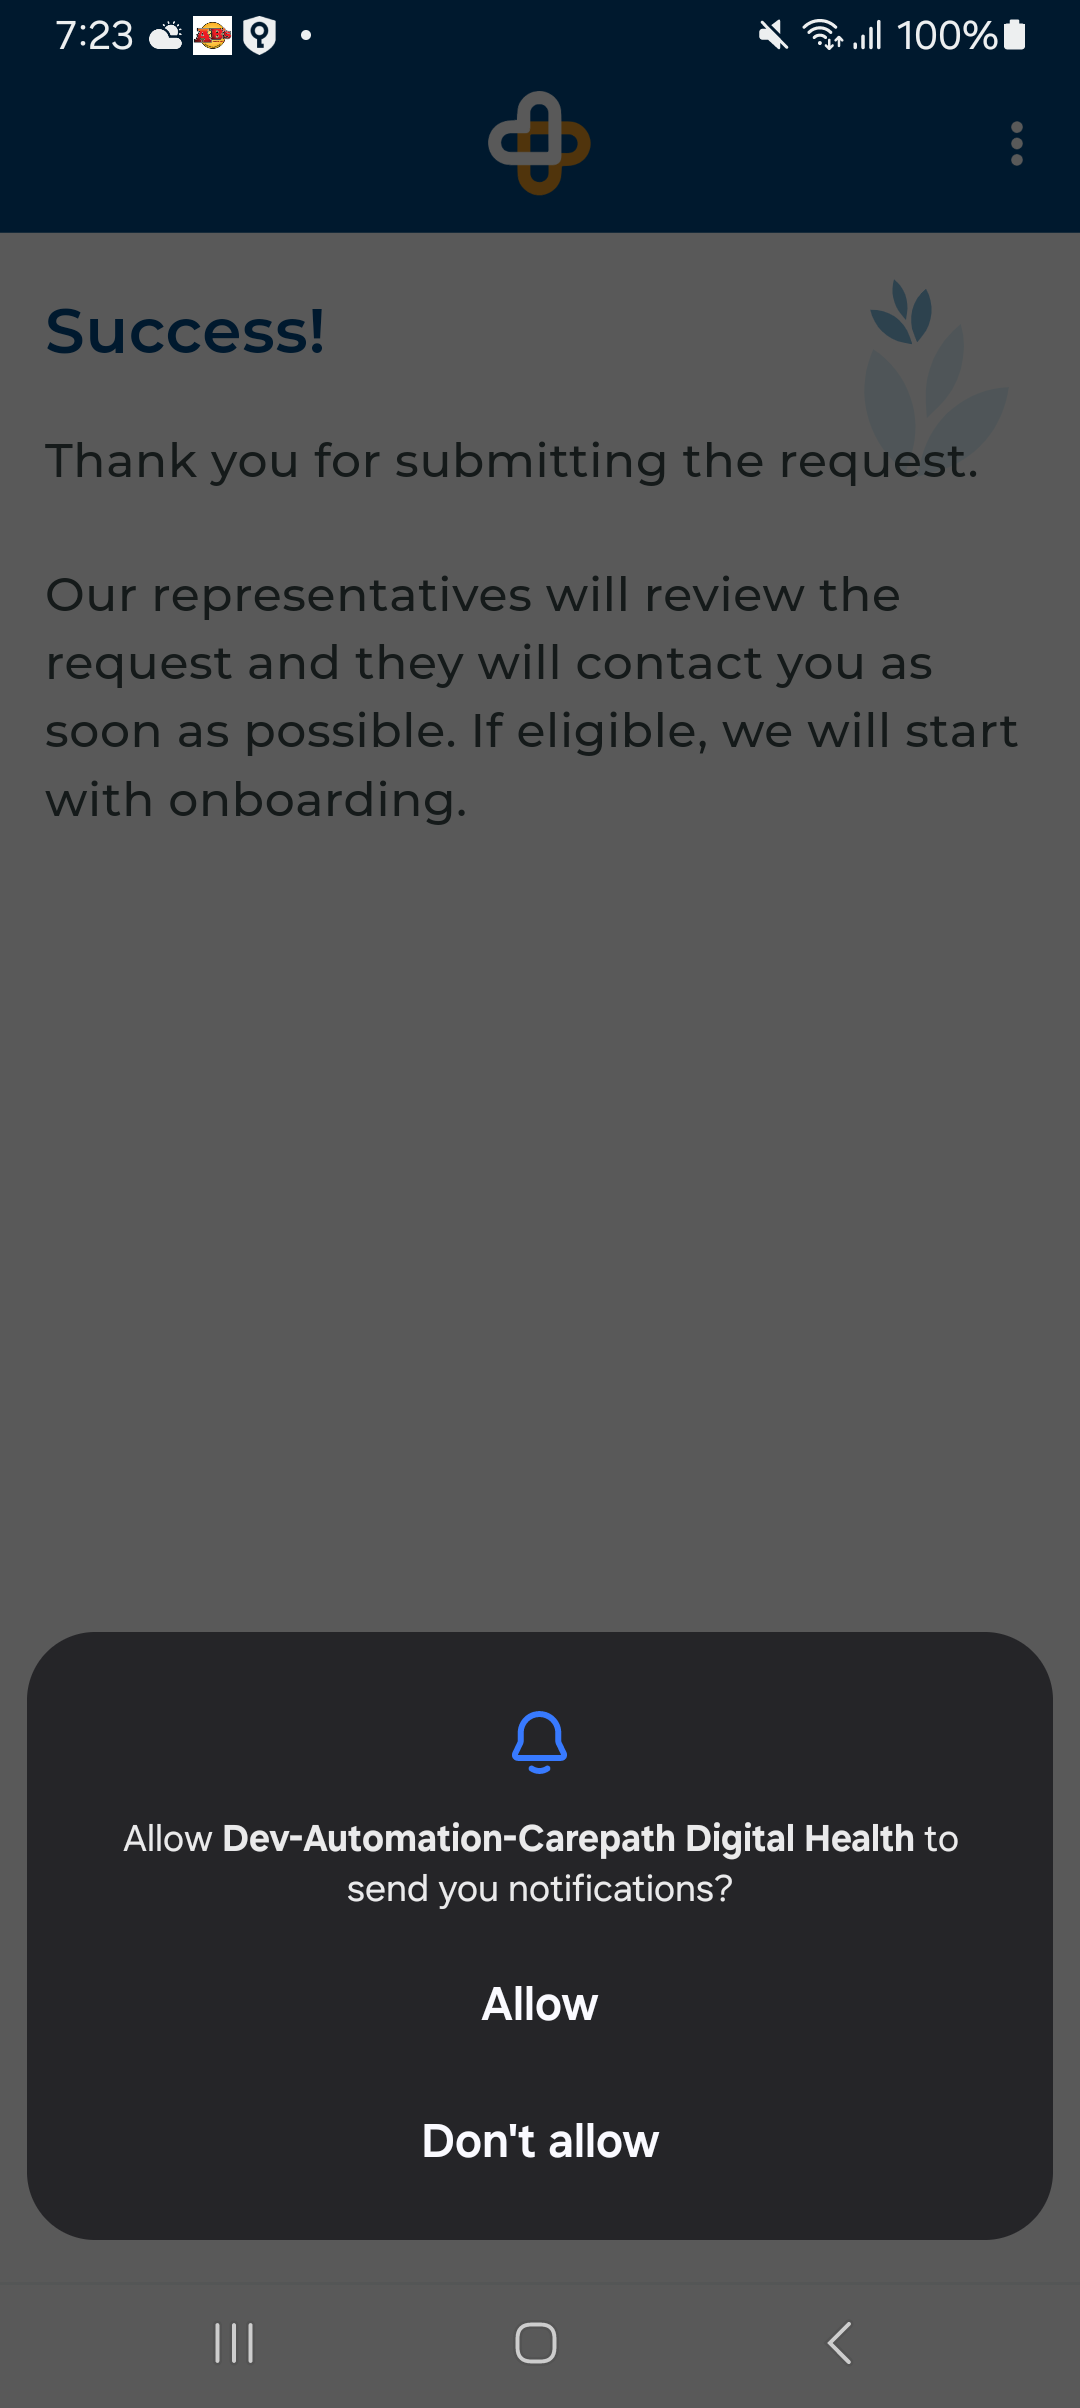 7:23
100%
Success!
Thank you for submitting the request.
Our representatives will review the
request and they will contact you as
soon as possible. If eligible, we will start
with onboarding.
Allow Dev-Automation-Carepath Digital Health to
send you notifications?
Allow
Don't allow